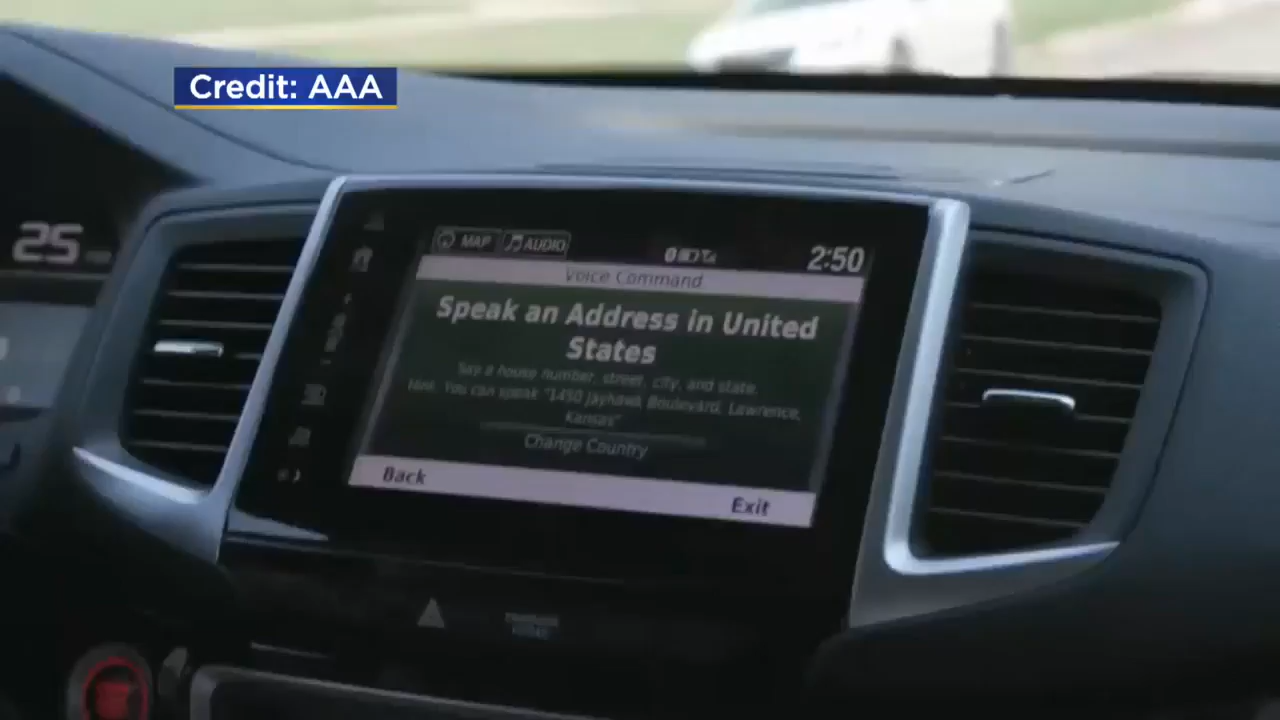 Credit: AAA
25
MAP
AUDIO
2:50
Voice Command
Speak an Address in United
States
Say a house number, street, city, and state.
Hint: You can speak "1450 Jayhawk Boulevard, Lawrence,
Kansas"
Change Country
Back
Exit